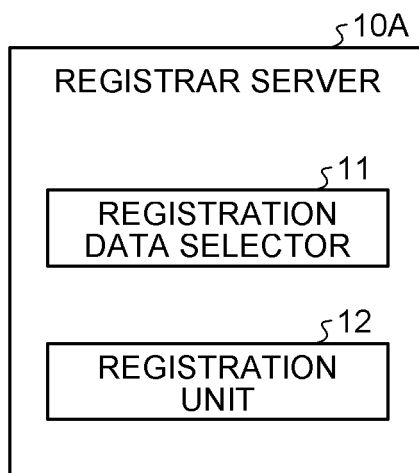 10A
REGISTRAR SERVER
11
REGISTRATION
DATA SELECTOR
12
REGISTRATION
UNIT